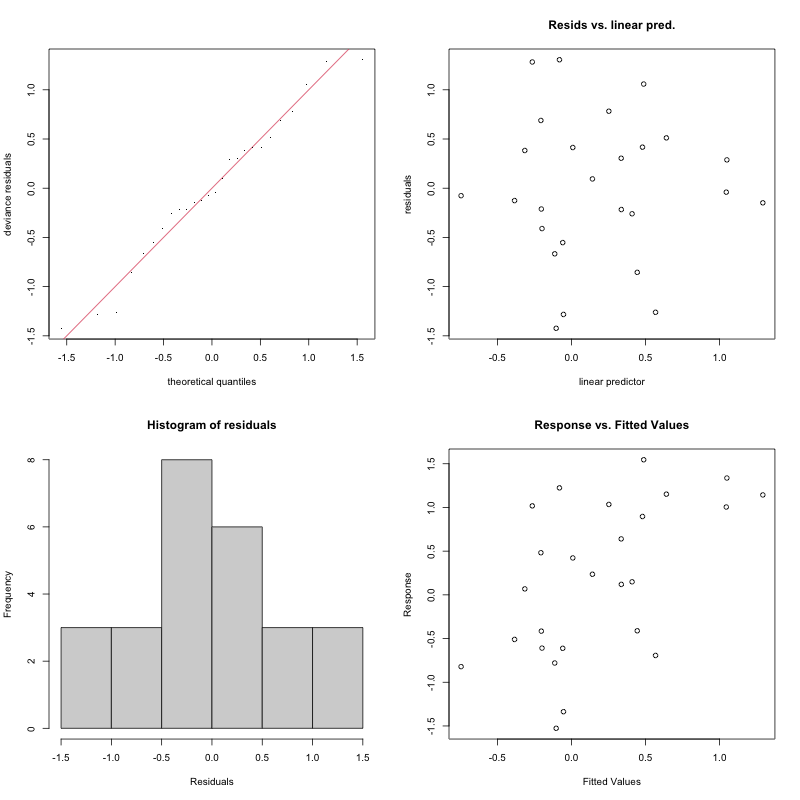 deviance residuals
1.0
0.5
0.0
-0.5
-1.0
-1.5
-1.5 -1.0 -0.5 0.0 0.5 1.0 1.5
theoretical quantiles
Resids vs. linear pred.
residuals
1.0
0.5
0.0
-0.5
-1.0
-1.5
-0.5 0.0 0.5 1.0
linear predictor
Histogram of residuals
Frequency
8
6
4
2
0
-1.5 -1.0 -0.5 0.0 0.5 1.0 1.5
Residuals
Response vs. Fitted Values
Response
1.5
1.0
0.5
0.0
-0.5
-1.0
-1.5
-0.5 0.0 0.5 1.0
Fitted Values